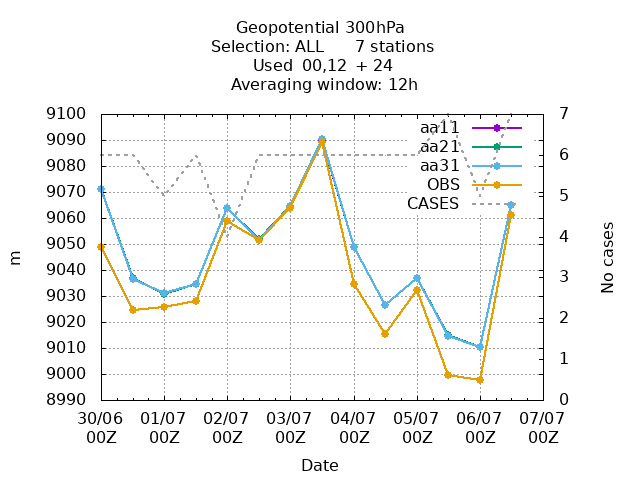 Geopotential 300hPa
Selection: ALL 7 stations
Used 00,12 + 24
Averaging window: 12h
9100
9090
9080
9070
9060
9050
9040
9030
9020
9010
9000
8990
m
7
6
5
4
3
2
1
0
No cases
aa11
aa21
aa31
OBS
CASES
30/06 01/07 02/07 03/07 04/07 05/07 06/07 07/07
00Z 00Z 00Z 00Z 00Z 00Z 00Z 00Z
Date